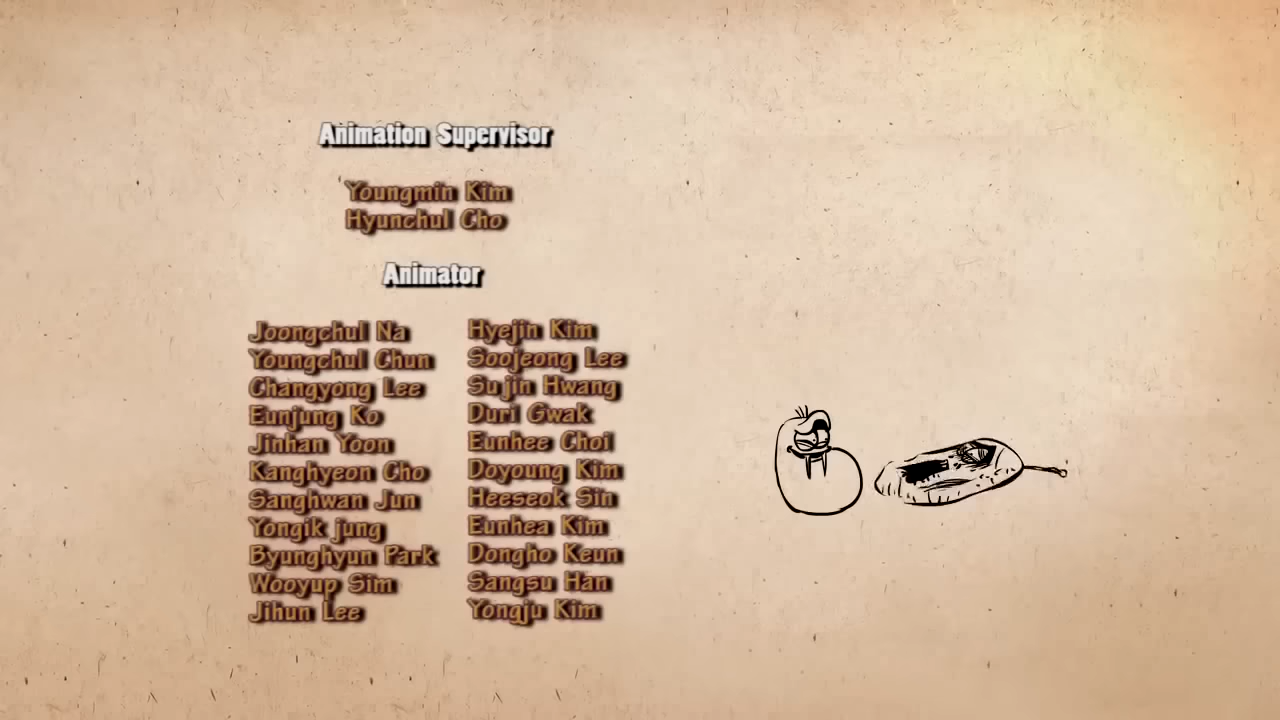 Animation Supervisor
Youngmin Kim
Hyunchul Cho
Animator
Joongchul Na
Youngchul Chun
Changyong Lee
Eunjung Ko
Jinhan Yoon
Kanghyeon Cho
Sanghwan Jun
Yongik jung
Byunghyun Park
Wooyup Sim
Jihun Lee
Hyejin Kim
Soojeong Lee
Sujin Hwang
Duri Gwak
Eunhee Choi
Doyoung Kim
Heeseok Sin
Eunhea Kim
Dongho Keun
Sangsu Han
Yongju Kim